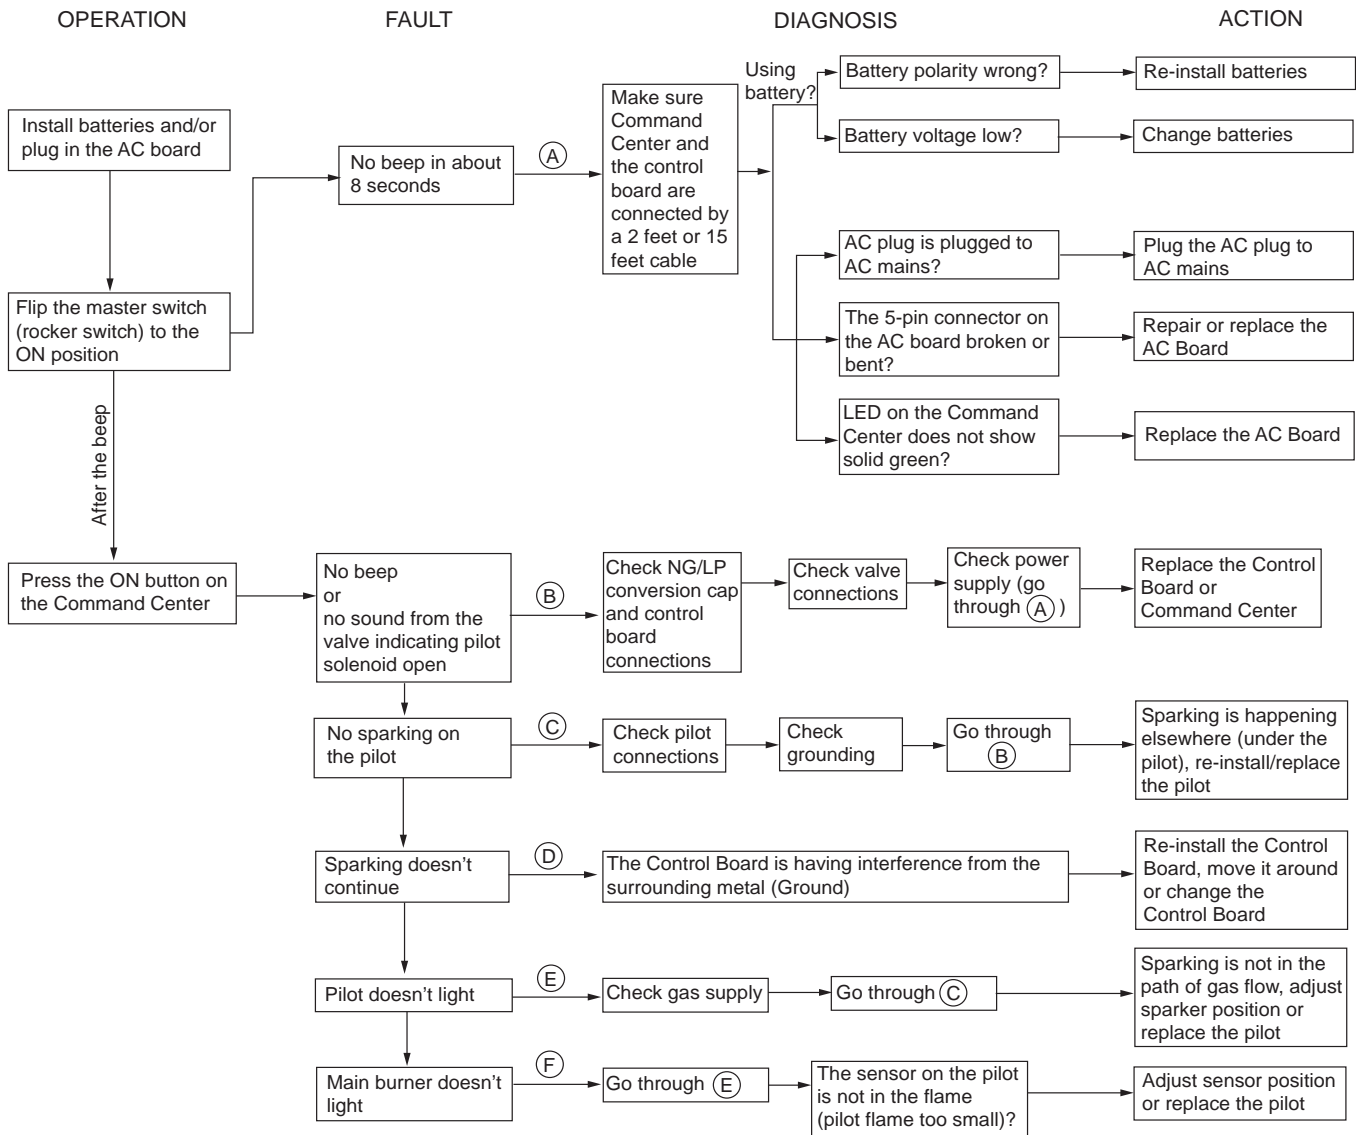 OPERATION
FAULT
DIAGNOSIS
ACTION
Install batteries and/or
plug in the AC board
Flip the master switch
(rocker switch) to the
ON position
After the beep
Press the ON button on
the Command Center
No beep in about
8 seconds
A
Make sure
Command
Center and
the control
board are
connected by
a 2 feet or 15
feet cable
Using
battery?
Battery polarity wrong?
Re-install batteries
Battery voltage low?
Change batteries
AC plug is plugged to
AC mains?
Plug the AC plug to
AC mains
The 5-pin connector on
the AC board broken or
bent?
Repair or replace the
AC Board
LED on the Command
Center does not show
solid green?
Replace the AC Board
No beep
or
no sound from the
valve indicating pilot
solenoid open
B
Check NG/LP
conversion cap
and control
board
connections
Check valve
connections
Check power
supply (go
through A )
Replace the Control
Board or
Command Center
No sparking on
the pilot
C
Check pilot
connections
Check
grounding
Go through
B
Sparking is happening
elsewhere (under the
pilot), re-install/replace
the pilot
Sparking doesn't
continue
D
The Control Board is having interference from the
surrounding metal (Ground)
Re-install the Control
Board, move it around
or change the
Control Board
Pilot doesn't light
E
Check gas supply
Go through C
Sparking is not in the
path of gas flow, adjust
sparker position or
replace the pilot
Main burner doesn't
light
F
Go through E
The sensor on the pilot
is not in the flame
(pilot flame too small)?
Adjust sensor position
or replace the pilot